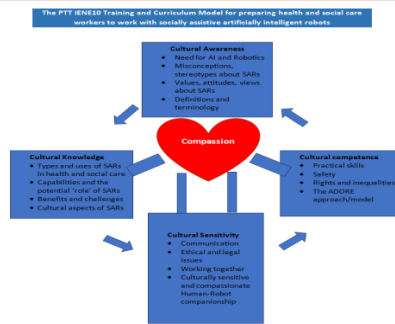 The PTT IENE10 Training and Curriculum Model for preparing health and social care
workers to work with socially assistive artificially intelligent robots
Cultural Awareness
• Need for AI and Robotics
• Misconceptions,
stereotypes about SARs
• Values, attitudes, views
about SARs
• Definitions and
terminology
Compassion
Cultural Knowledge
• Types and uses of SARs
in health and social care
• Capabilities and the
potential 'role' of SARs
• Benefits and challenges
• Cultural aspects of SARs
Cultural competence
• Practical skills
• Safety
• Rights and inequalities
• The ADORE
approach/model
Cultural Sensitivity
• Communication
• Ethical and legal
issues
• Working together
• Culturally sensitive
and compassionate
Human-Robot
companionship